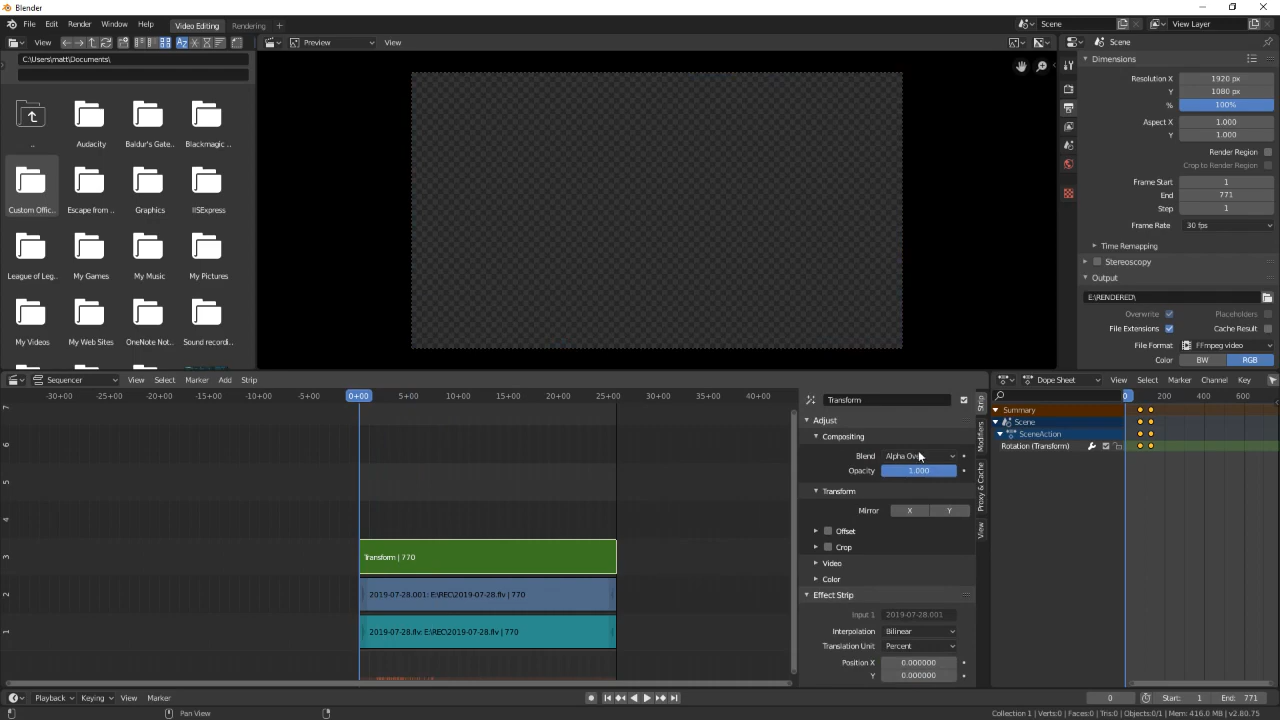 Blender
File Edit Render Window Help Video Editing Rendering + Scene View Layer
View Preview View Scene
C:\Users\matt\Documents\
.. Audacity Baldur's Gate.. Blackmagic ..
Custom Offic.. Escape from .. Graphics IISExpress
League of Leg.. My Games My Music My Pictures
My Videos My Web Sites OneNote Not.. Sound recordi..
Dimensions
Resolution X 1920 px
Y 1080 px
% 100%
Aspect X 1.000
Y 1.000
Render Region
Crop to Render Region
Frame Start 1
End 771
Step 1
Frame Rate 30 fps
Time Remapping
Stereoscopy
Output
E:\RENDERED\
Overwrite Placeholders
File Extensions Cache Result
File Format FFmpeg video
Color BW RGB
Sequencer View Select Marker Add Strip
-30+00 -25+00 -20+00 -15+00 -10+00 -5+00 0+00 5+00 10+00 15+00 20+00 25+00 30+00 35+00 40+00
7
6
5
4
3
2
1
Transform | 770
2019-07-28.001: E:\REC\2019-07-28.flv | 770
2019-07-28.flv: E:\REC\2019-07-28.flv | 770
Transform
Adjust
Compositing
Blend Alpha Ove
Opacity 1.000
Transform
Mirror X Y
Offset
Crop
Video
Color
Effect Strip
Input 1 2019-07-28.001
Interpolation Bilinear
Translation Unit Percent
Position X 0.000000
Y 0.000000
Strip
Modifiers
Proxy & Cache
View
Dope Sheet View Select Marker Channel Key
0 200 400 600
Summary
Scene
SceneAction
Rotation (Transform)
Playback Keying View Marker 0 Start: 1 End: 771
Pan View Collection 1 | Verts:0 | Faces:0 | Tris:0 | Objects:0/1 | Mem: 416.0 MB | v2.80.75